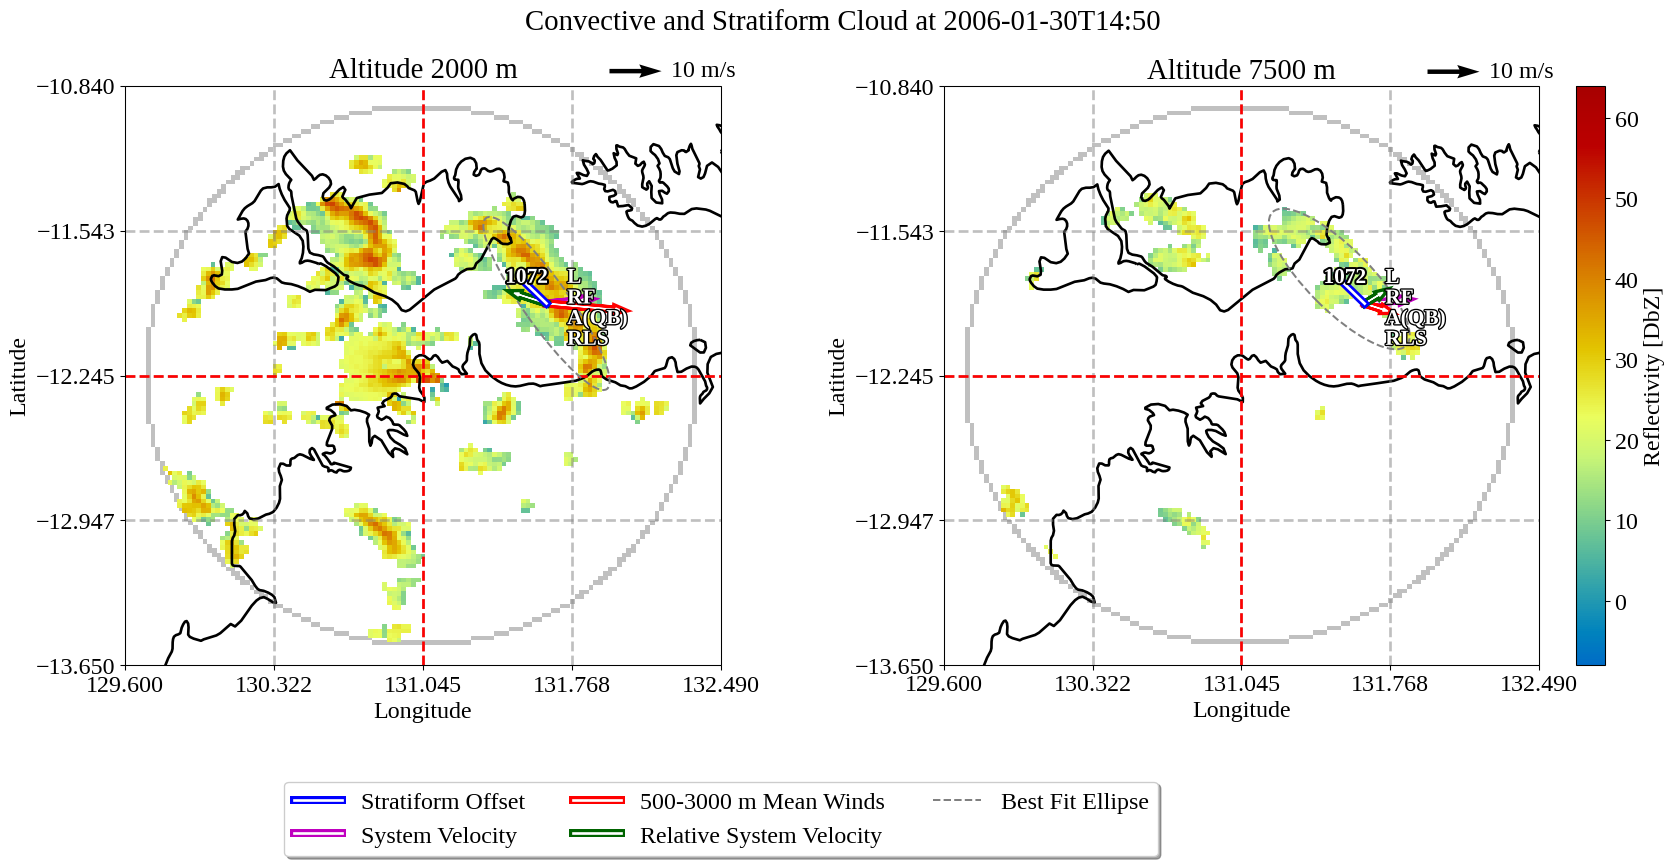 Convective and Stratiform Cloud at 2006-01-30T14:50
Altitude 2000 m
10 m/s
−10.840
−11.543
−12.245
−12.947
−13.650
129.600
130.322
131.045
131.768
132.490
Latitude
Longitude
1072
L
RF
A(QB)
RLS
Altitude 7500 m
10 m/s
−10.840
−11.543
−12.245
−12.947
−13.650
129.600
130.322
131.045
131.768
132.490
Latitude
Longitude
1072
L
RF
A(QB)
RLS
60
50
40
30
20
10
0
Reflectivity [DbZ]
Stratiform Offset
System Velocity
500-3000 m Mean Winds
Relative System Velocity
Best Fit Ellipse